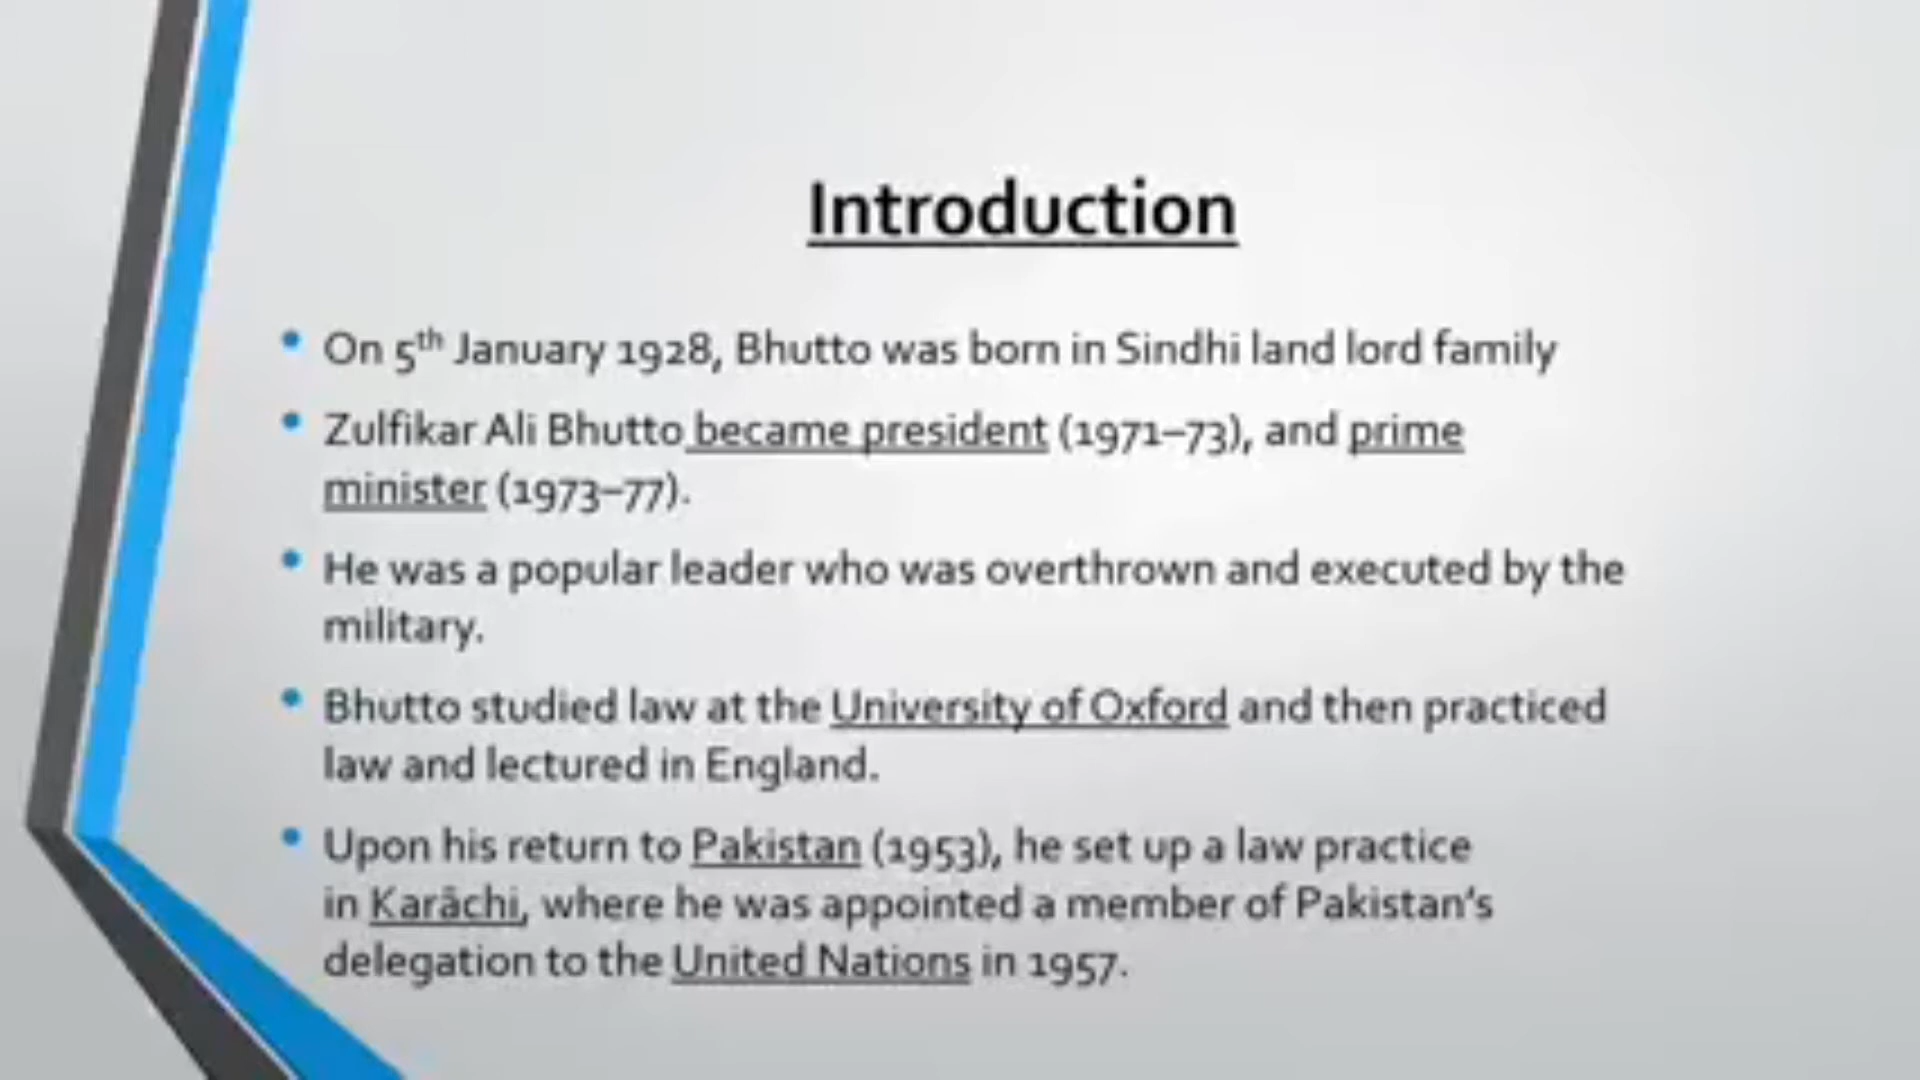 Introduction
• On 5th January 1928, Bhutto was born in Sindhi land lord family
• Zulfikar Ali Bhutto became president (1971–73), and prime
minister (1973–77).
• He was a popular leader who was overthrown and executed by the
military.
• Bhutto studied law at the University of Oxford and then practiced
law and lectured in England.
• Upon his return to Pakistan (1953), he set up a law practice
in Karāchi, where he was appointed a member of Pakistan’s
delegation to the United Nations in 1957.